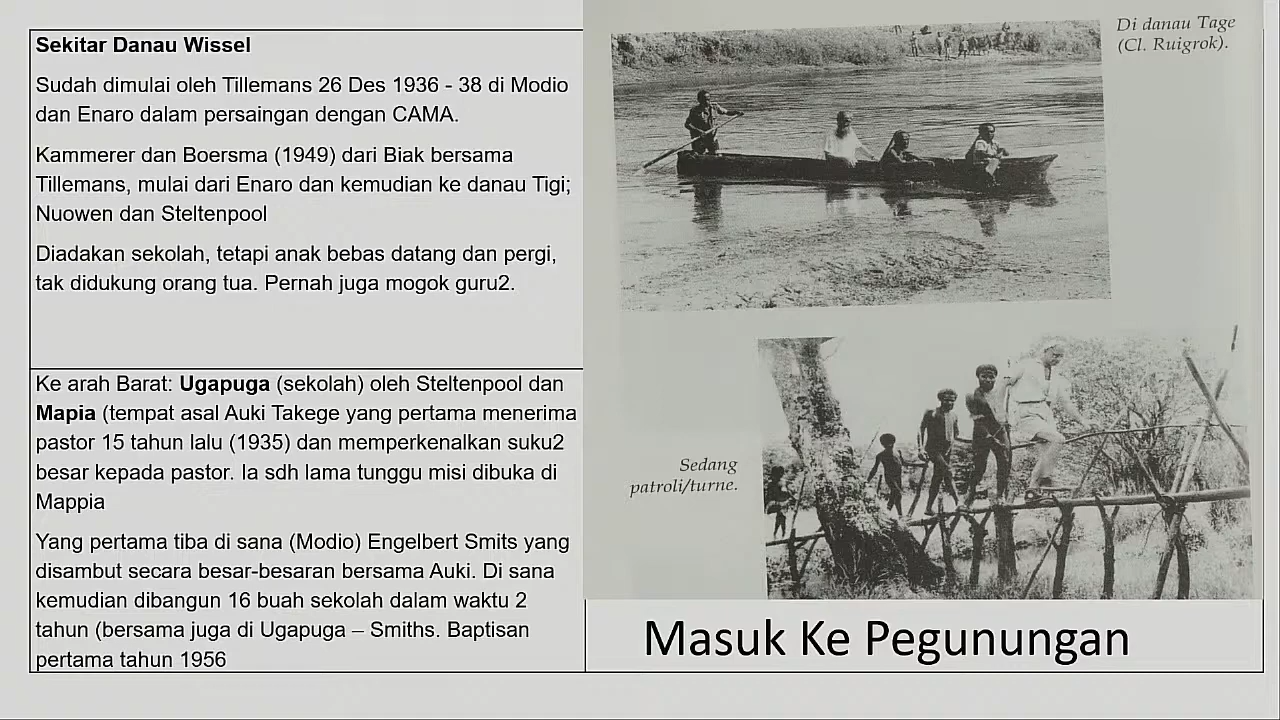 Sekitar Danau Wissel
Sudah dimulai oleh Tillemans 26 Des 1936 - 38 di Modio
dan Enaro dalam persaingan dengan CAMA.
Kammerer dan Boersma (1949) dari Biak bersama
Tillemans, mulai dari Enaro dan kemudian ke danau Tigi;
Nuowen dan Steltenpool
Diadakan sekolah, tetapi anak bebas datang dan pergi,
tak didukung orang tua. Pernah juga mogok guru2.
Ke arah Barat: Ugapuga (sekolah) oleh Steltenpool dan
Mapia (tempat asal Auki Takege yang pertama menerima
pastor 15 tahun lalu (1935) dan memperkenalkan suku2
besar kepada pastor. Ia sdh lama tunggu misi dibuka di
Mappia
Yang pertama tiba di sana (Modio) Engelbert Smits yang
disambut secara besar-besaran bersama Auki. Di sana
kemudian dibangun 16 buah sekolah dalam waktu 2
tahun (bersama juga di Ugapuga – Smiths. Baptisan
pertama tahun 1956
Di danau Tage
(Cl. Ruigrok).
Sedang
patroli/turne.
Masuk Ke Pegunungan